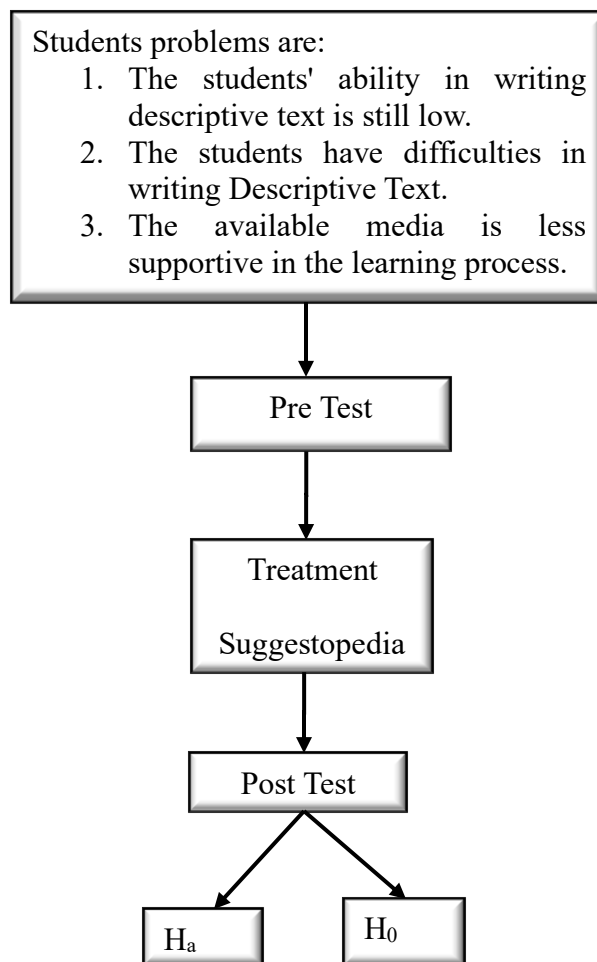 Students problems are:
1. The students' ability in writing
descriptive text is still low.
2. The students have difficulties in
writing Descriptive Text.
3. The available media is less
supportive in the learning process.
Pre Test
Treatment
Suggestopedia
Post Test
Hₐ
H₀